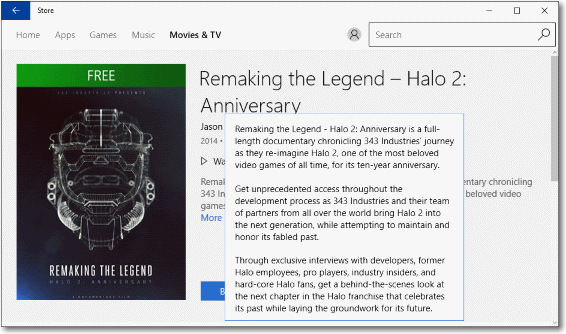 Store
Home Apps Games Music Movies & TV
Search
FREE
343 INDUSTRIES PRESENTS
REMAKING THE LEGEND
HALO 2: ANNIVERSARY
A DOCUMENTARY FILM
Remaking the Legend – Halo 2:
Anniversary
Jason
2014 •
Remaking the Legend - Halo 2: Anniversary is a full-
length documentary chronicling 343 Industries' journey
as they re-imagine Halo 2, one of the most beloved
video games of all time, for its ten-year anniversary.
Get unprecedented access throughout the
development process as 343 Industries and their team
of partners from all over the world bring Halo 2 into
the next generation, while attempting to maintain and
honor its fabled past.
Through exclusive interviews with developers, former
Halo employees, pro players, industry insiders, and
hard-core Halo fans, get a behind-the-scenes look at
the next chapter in the Halo franchise that celebrates
its past while laying the groundwork for its future.
chronicling
343 In beloved video
games
More